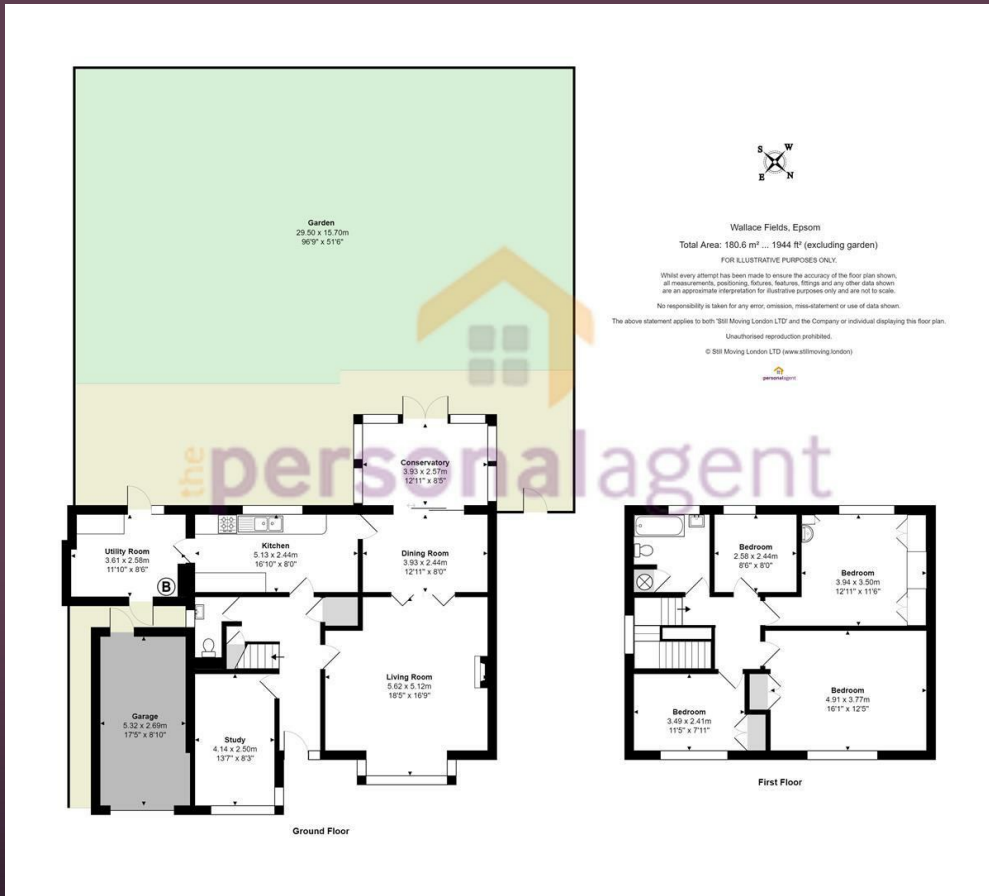 Garden
29.50 x 15.70m
96'9" x 51'6"
S W
E N
Wallace Fields, Epsom
Total Area: 180.6 m² ... 1944 ft² (excluding garden)
FOR ILLUSTRATIVE PURPOSES ONLY.
Whilst every attempt has been made to ensure the accuracy of the floor plan shown,
all measurements, positioning, fixtures, features, fittings and any other data shown
are an approximate interpretation for illustrative purposes only and are not to scale.
No responsibility is taken for any error, omission, miss-statement or use of data shown.
The above statement applies to both 'Still Moving London LTD' and the Company or individual displaying this floor plan.
Unauthorised reproduction prohibited.
© Still Moving London LTD (www.stillmoving.london)
personalagent
the personalagent
Conservatory
3.93 x 2.57m
12'11" x 8'5"
Utility Room
3.61 x 2.58m
11'10" x 8'6"
B
Kitchen
5.13 x 2.44m
16'10" x 8'0"
Dining Room
3.93 x 2.44m
12'11" x 8'0"
Living Room
5.62 x 5.12m
18'5" x 16'9"
Garage
5.32 x 2.69m
17'5" x 8'10"
Study
4.14 x 2.50m
13'7" x 8'3"
Ground Floor
Bedroom
2.58 x 2.44m
8'6" x 8'0"
Bedroom
3.94 x 3.50m
12'11" x 11'6"
Bedroom
3.49 x 2.41m
11'5" x 7'11"
Bedroom
4.91 x 3.77m
16'1" x 12'5"
First Floor